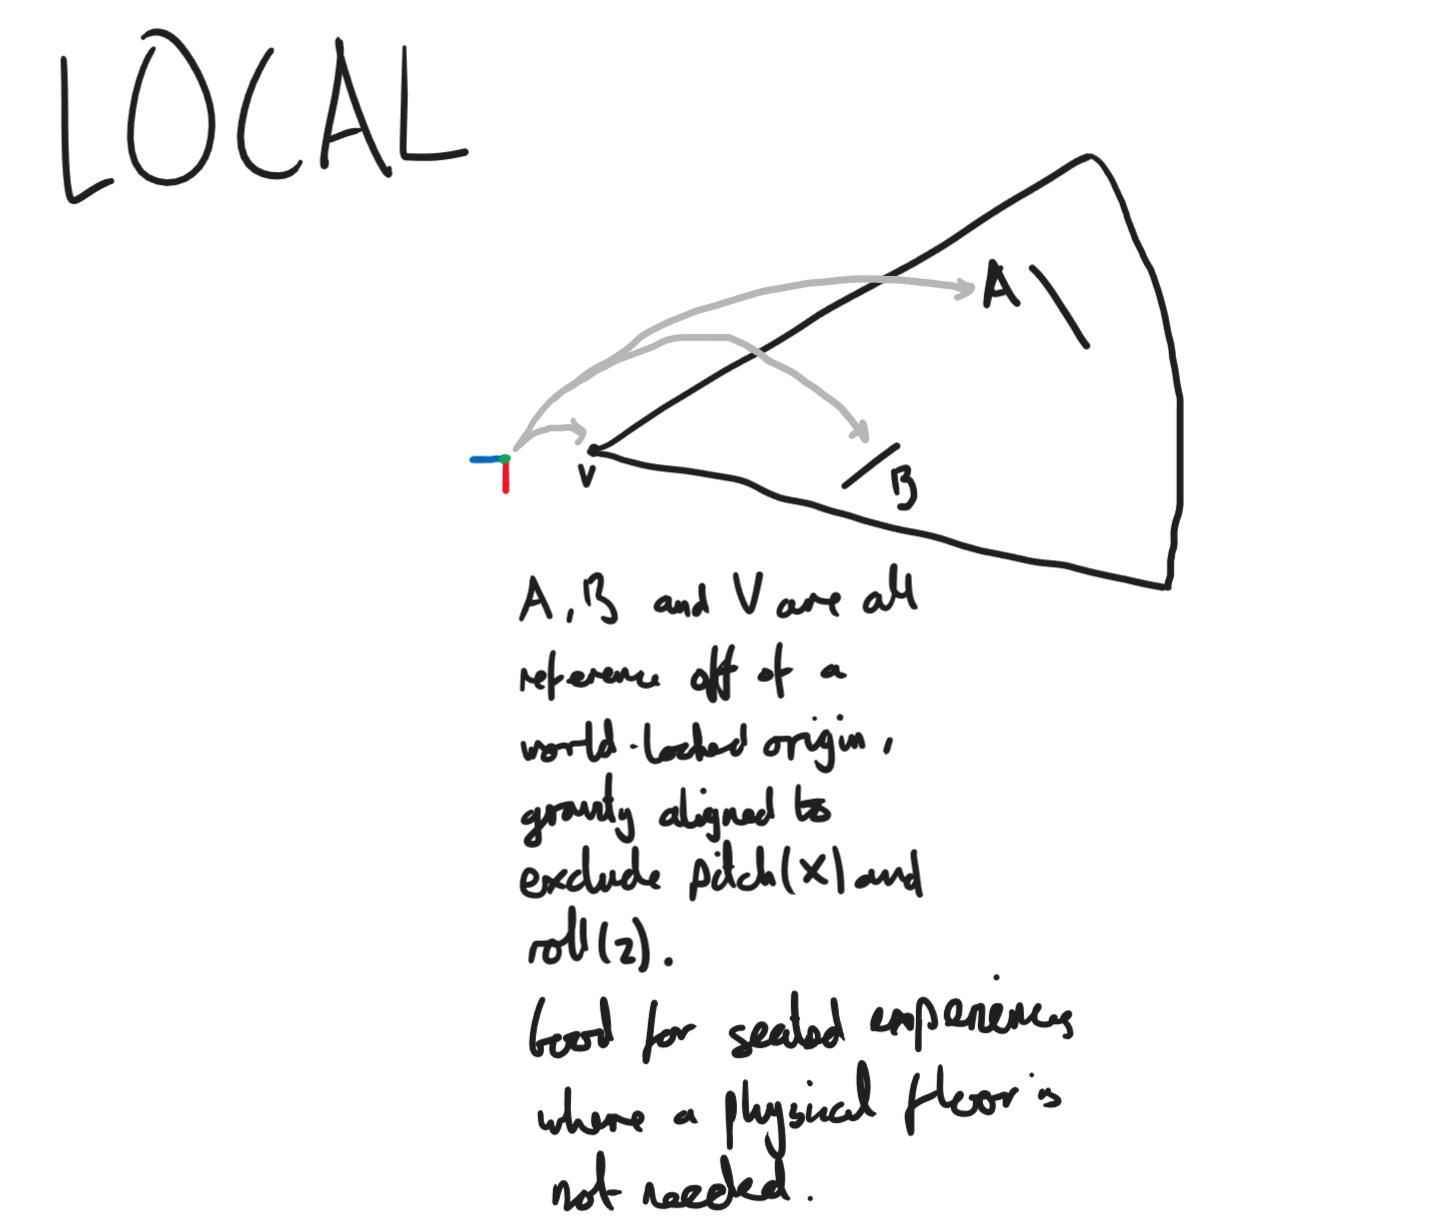 LOCAL
A
V
B
A, B and V are all
reference off of a
world-locked origin,
gravity aligned to
exclude pitch(X) and
roll(z).
Good for seated experiences
where a physical floor is
not needed.